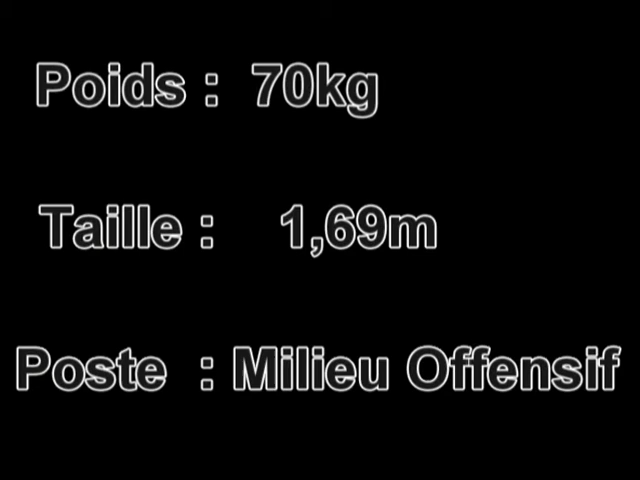 Poids : 70kg
Taille : 1,69m
Poste : Milieu Offensif